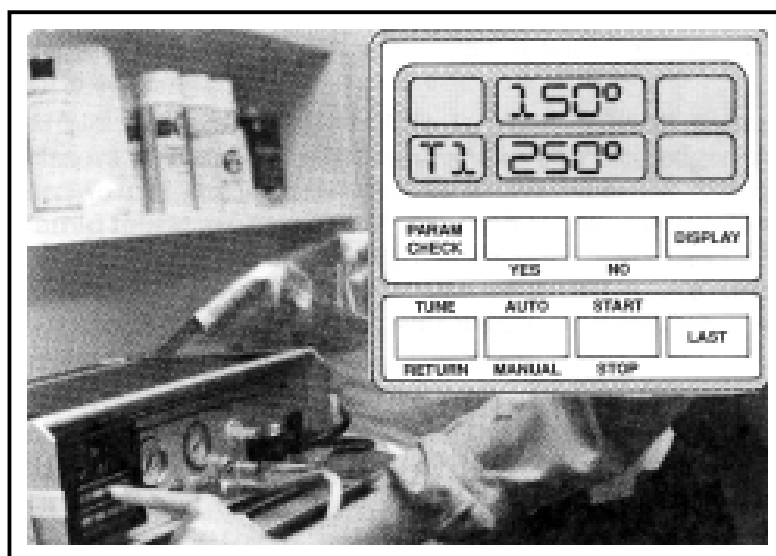 150°
T1 250°
PARAM CHECK
DISPLAY
YES NO
TUNE AUTO START
LAST
RETURN MANUAL STOP